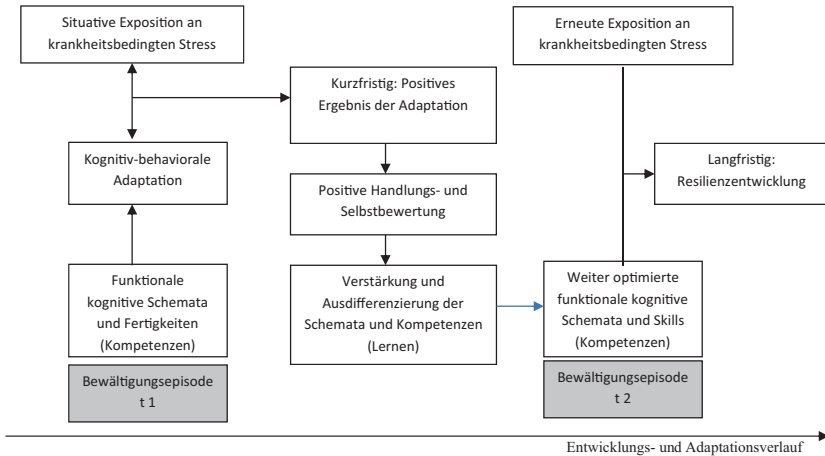 Situative Exposition an
krankheitsbedingten Stress
Erneute Exposition an
krankheitsbedingten Stress
Kurzfristig: Positives
Ergebnis der Adaptation
Kognitiv-behaviorale
Adaptation
Langfristig:
Resilienzentwicklung
Positive Handlungs- und
Selbstbewertung
Funktionale
kognitive Schemata
und Fertigkeiten
(Kompetenzen)
Verstärkung und
Ausdifferenzierung der
Schemata und Kompetenzen
(Lernen)
Weiter optimierte
funktionale kognitive
Schemata und Skills
(Kompetenzen)
Bewältigungsepisode
t 1
Bewältigungsepisode
t 2
Entwicklungs- und Adaptationsverlauf